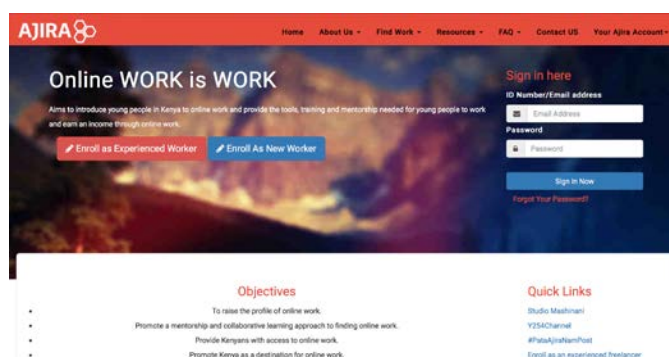 AJIRA
Home About Us Find Work Resources FAQ Contact US Your Ajira Account
Online WORK is WORK
Aims to introduce young people in Kenya to online work and provide the tools, training and mentorship needed for young people to work
and earn an income through online work.
Enroll as Experienced Worker Enroll As New Worker
Sign in here
ID Number/Email address
Email Address
Password
Password
Sign In Now
Forgot Your Password?
Objectives
To raise the profile of online work.
Promote a mentorship and collaborative learning approach to finding online work.
Provide Kenyans with access to online work.
Promote Kenya as a destination for online work.
Quick Links
Studio Mashinani
Y254Channel
#PataAjiraNamPost
Enroll as an experienced freelancer